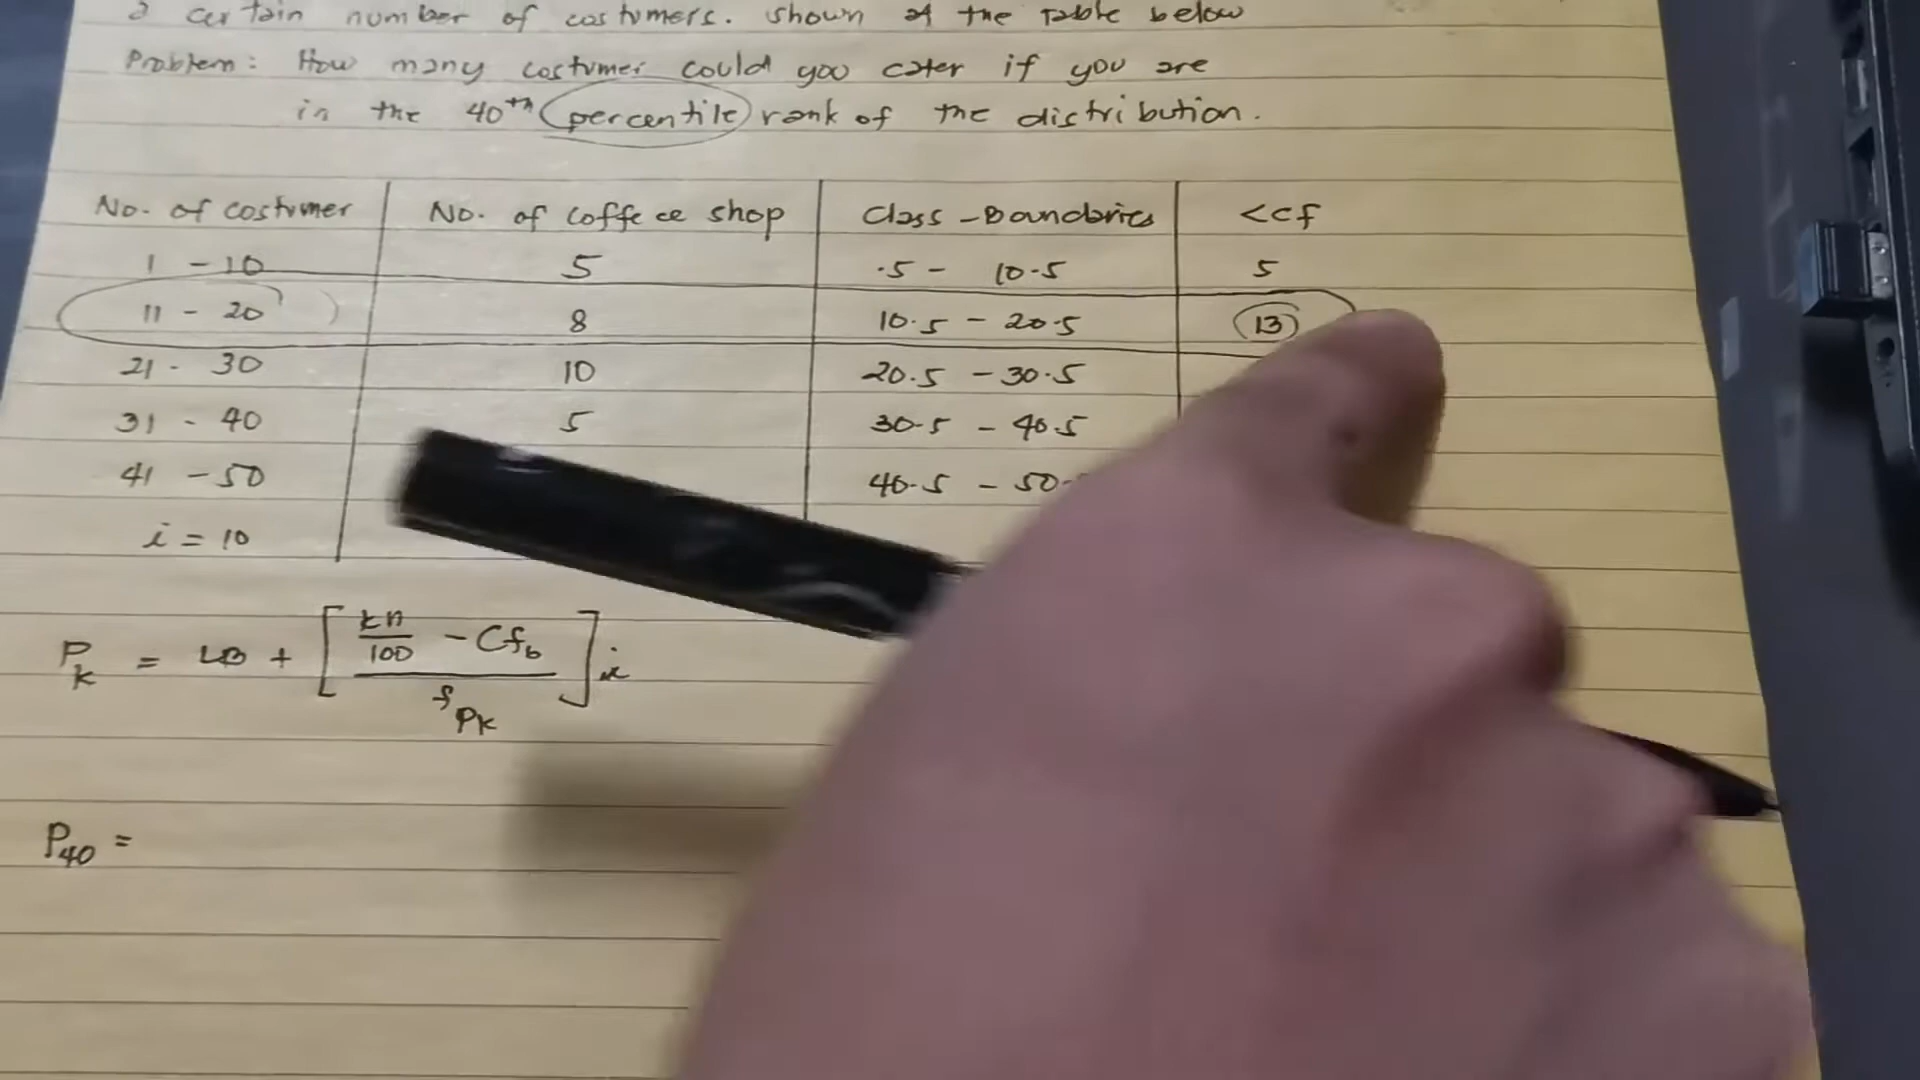 a certain number of costumers. shown at the table below
Problem: How many costumer could you cater if you are
in the 40th percentile rank of the distribution.
No. of costumer No. of coffe ee shop Class - Boundaries <cf
1 - 10 5 .5 - 10.5 5
11 - 20 8 10.5 - 20.5 13
21 - 30 10 20.5 - 30.5
31 - 40 5 30.5 - 40.5
41 - 50 40.5 - 50.
i = 10
Pk = LB + [ kn/100 - Cfb / fPk ] i
P40 =